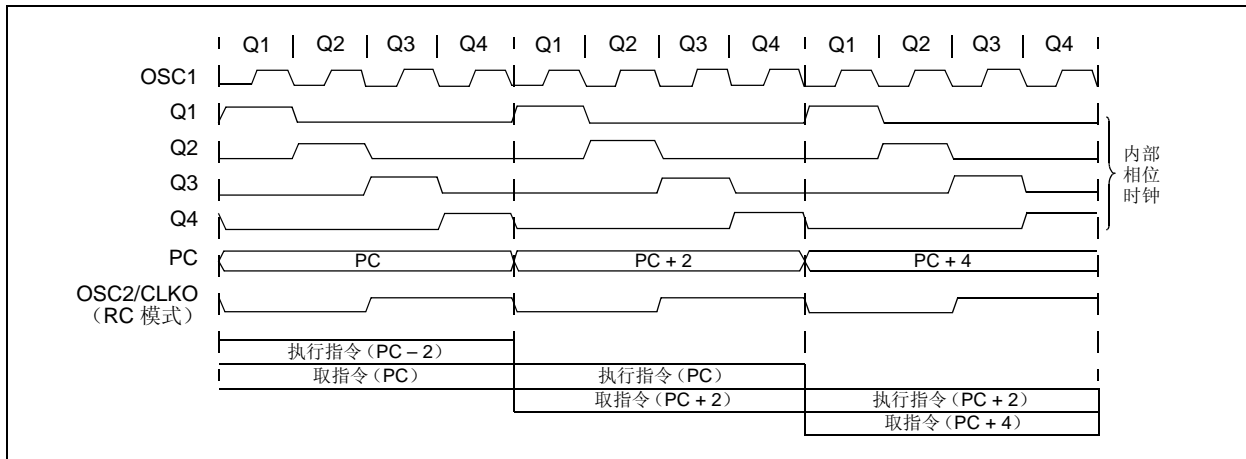 Q1 Q2 Q3 Q4 Q1 Q2 Q3 Q4 Q1 Q2 Q3 Q4
OSC1
Q1
Q2
Q3
Q4
内部
相位
时钟
PC PC PC + 2 PC + 4
OSC2/CLKO
（RC 模式）
执行指令（PC – 2）
取指令（PC） 执行指令（PC）
取指令（PC + 2） 执行指令（PC + 2）
取指令（PC + 4）